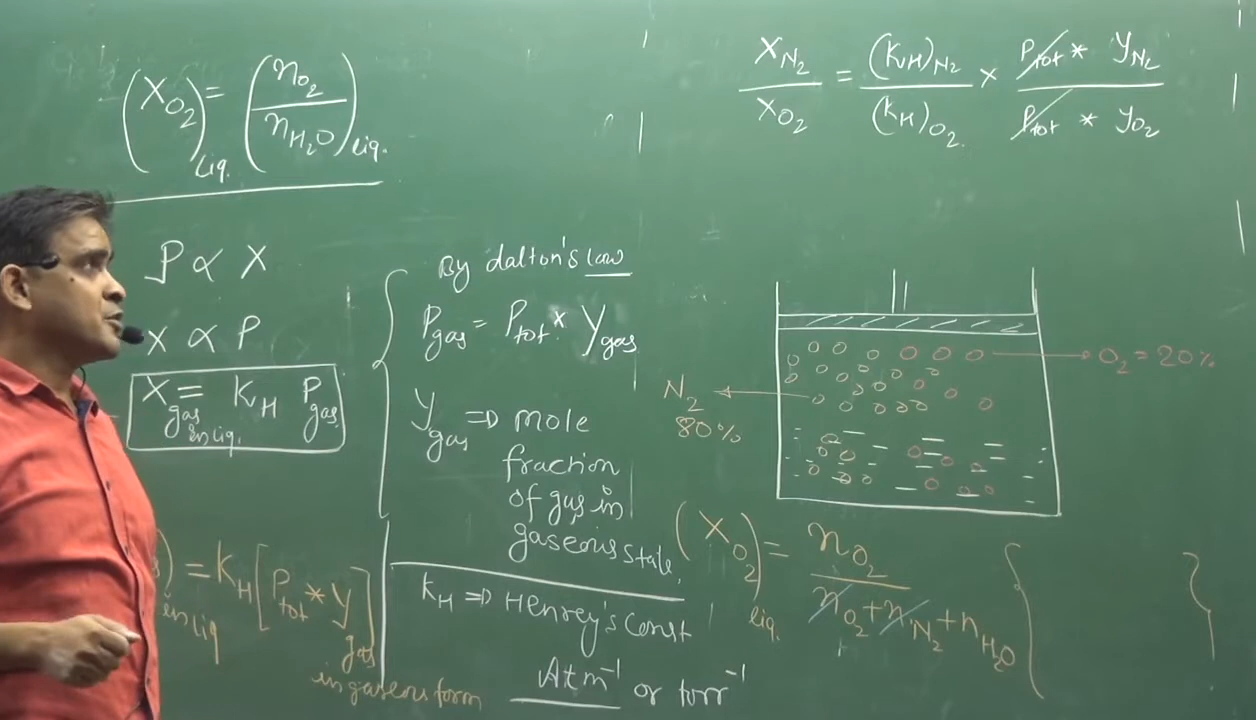 (X_O2)_liq. = (n_O2 / n_H2O)_liq.
P ∝ X
X ∝ P
X_gas in liq. = K_H P_gas
) in liq = K_H [P_tot * Y_gas]
in gaseous form
By dalton's law
P_gas = P_tot. × Y_gas
Y_gas ⇒ mole
fraction
of gas in
gaseous state.
K_H ⇒ Henrey's Const
Atm⁻¹ or torr⁻¹
X_N2 / X_O2 = (K_H)_N2 / (K_H)_O2 × P_tot * Y_N2 / P_tot * Y_O2
O2 = 20%
N2
80%
(X_O2)_liq. = n_O2 / n_O2 + n_N2 + n_H2O